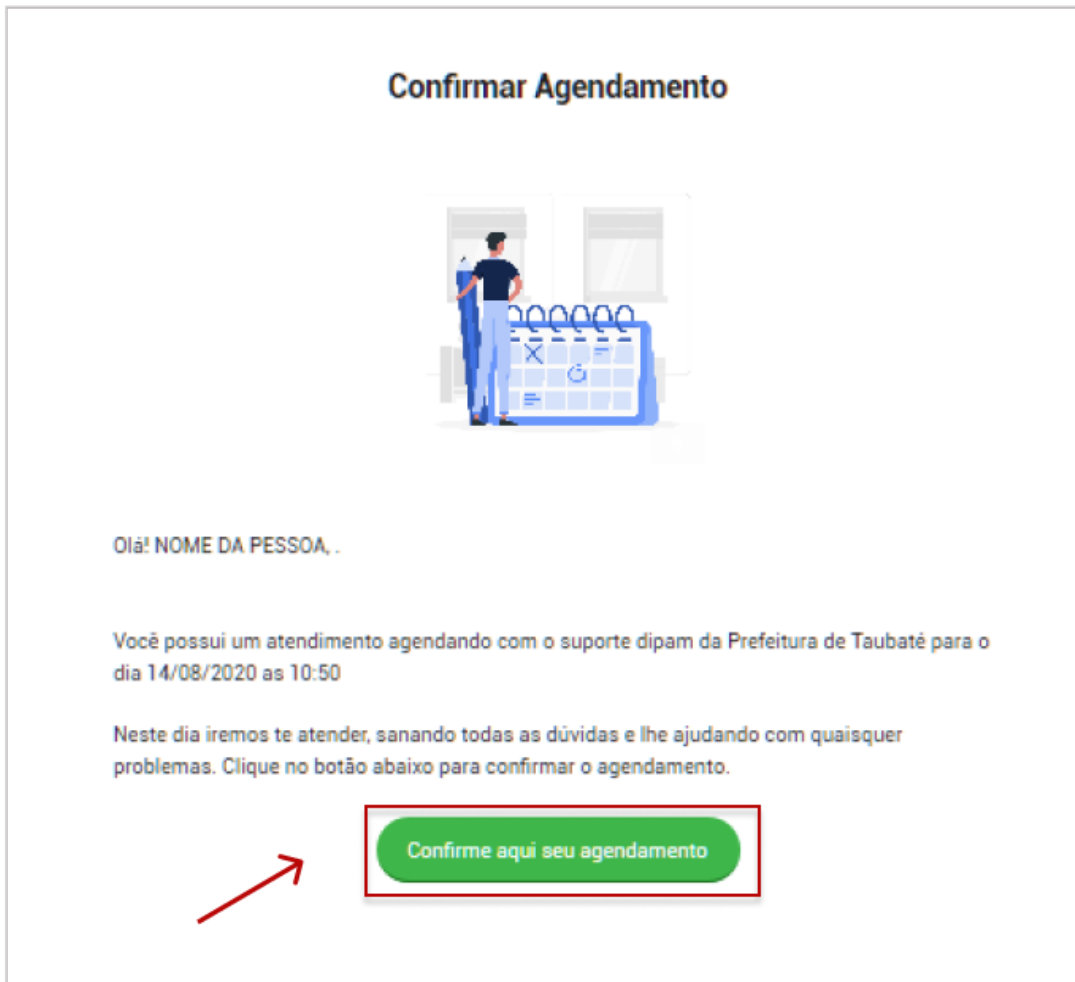 Confirmar Agendamento
Olá! NOME DA PESSOA, .
Você possui um atendimento agendando com o suporte dipam da Prefeitura de Taubaté para o
dia 14/08/2020 as 10:50
Neste dia iremos te atender, sanando todas as dúvidas e lhe ajudando com quaisquer
problemas. Clique no botão abaixo para confirmar o agendamento.
Confirme aqui seu agendamento